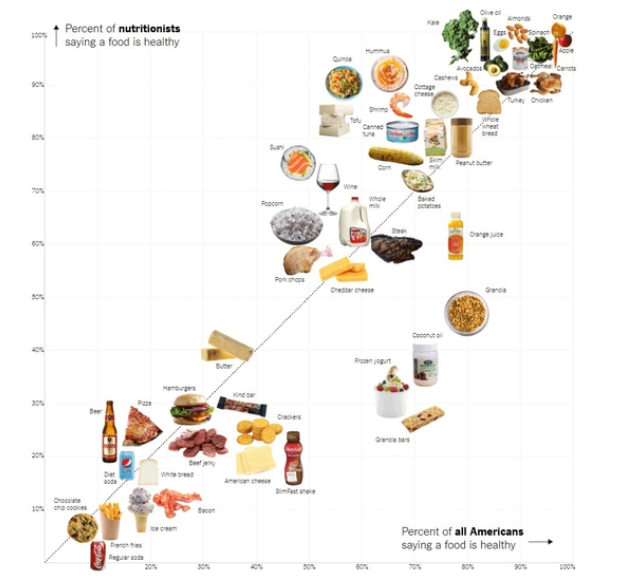 Percent of nutritionists
saying a food is healthy
100%
90%
80%
70%
60%
50%
40%
30%
20%
10%
Kale
Olive oil
Almonds
Orange
Eggs
Spinach
Apple
Avocados
Oatmeal
Carrots
Hummus
Quinoa
Cashews
Cottage
cheese
Turkey
Chicken
Shrimp
Whole
wheat
bread
Tofu
Canned
tuna
Skim
milk
Peanut butter
Corn
Sushi
Wine
Baked
potatoes
Popcorn
Whole
milk
Steak
Orange juice
Pork chops
Cheddar cheese
Granola
Coconut oil
Butter
Frozen yogurt
Hamburgers
Kind bar
Beer
Pizza
Crackers
Granola bars
Beef jerky
Diet
soda
White bread
American cheese
SlimFast shake
Chocolate
chip cookies
Bacon
Ice cream
French fries
Regular soda
Percent of all Americans
saying a food is healthy
20%
30%
40%
50%
60%
70%
80%
90%
100%